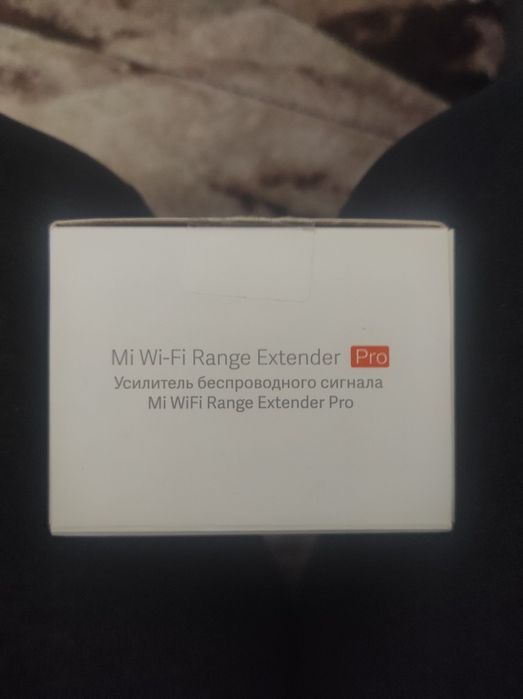 Mi Wi-Fi Range Extender Pro
Усилитель беспроводного сигнала
Mi WiFi Range Extender Pro